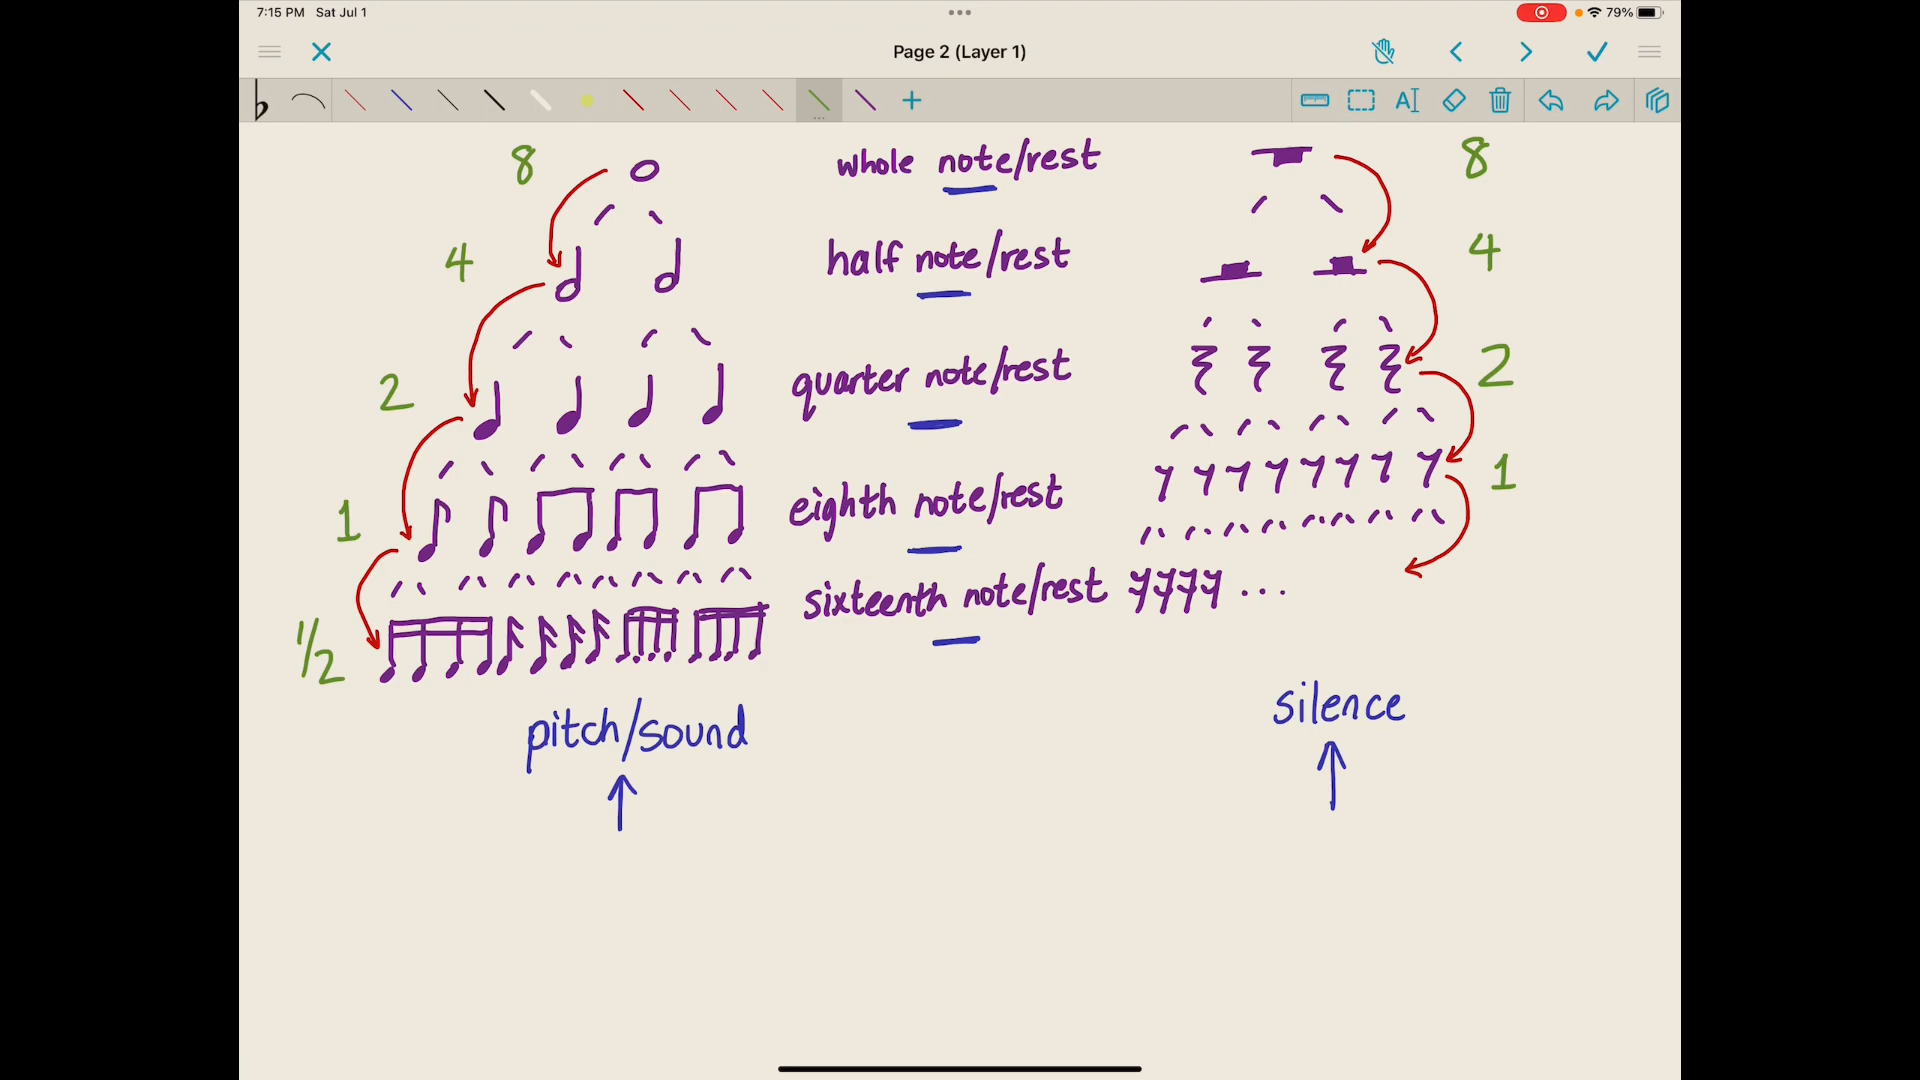 7:15 PM Sat Jul 1 79%
Page 2 (Layer 1)
A
8 whole note/rest 8
4 half note/rest 4
2 quarter note/rest 2
1 eighth note/rest 1
1/2 sixteenth note/rest ...
pitch/sound silence